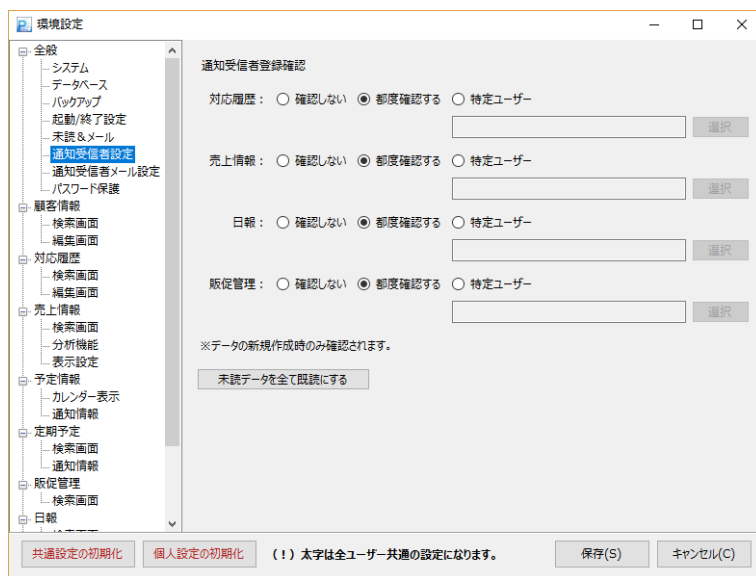 環境設定
全般
システム
データベース
バックアップ
起動/終了設定
未読＆メール
通知受信者設定
通知受信者メール設定
パスワード保護
顧客情報
検索画面
編集画面
対応履歴
検索画面
編集画面
売上情報
検索画面
分析機能
表示設定
予定情報
カレンダー表示
通知情報
定期予定
検索画面
通知情報
販促管理
検索画面
日報
通知受信者登録確認
対応履歴： 確認しない 都度確認する 特定ユーザー
選択
売上情報： 確認しない 都度確認する 特定ユーザー
選択
日報： 確認しない 都度確認する 特定ユーザー
選択
販促管理： 確認しない 都度確認する 特定ユーザー
選択
※データの新規作成時のみ確認されます。
未読データを全て既読にする
共通設定の初期化 個人設定の初期化 （！）太字は全ユーザー共通の設定になります。 保存(S) キャンセル(C)